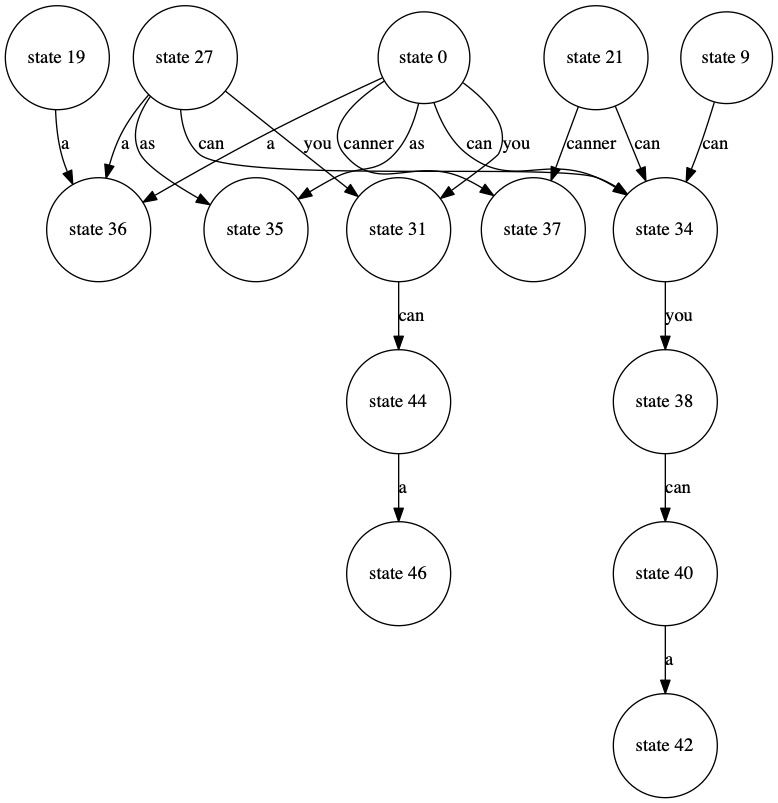 state 19
state 27
state 0
state 21
state 9
a
a
as
can
you
a
canner
as
can
you
canner
can
can
state 36
state 35
state 31
state 37
state 34
can
you
state 44
state 38
a
can
state 46
state 40
a
state 42